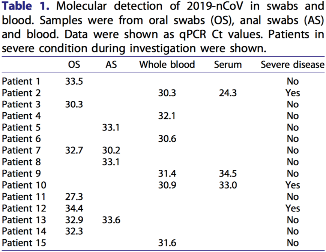 Table 1. Molecular detection of 2019-nCoV in swabs and
blood. Samples were from oral swabs (OS), anal swabs (AS)
and blood. Data were shown as qPCR Ct values. Patients in
severe condition during investigation were shown.
OS AS Whole blood Serum Severe disease
Patient 1 33.5 No
Patient 2 30.3 24.3 Yes
Patient 3 30.3 No
Patient 4 32.1 No
Patient 5 33.1 No
Patient 6 30.6 No
Patient 7 32.7 30.2 No
Patient 8 33.1 No
Patient 9 31.4 34.5 No
Patient 10 30.9 33.0 Yes
Patient 11 27.3 No
Patient 12 34.4 Yes
Patient 13 32.9 33.6 No
Patient 14 32.3 No
Patient 15 31.6 No